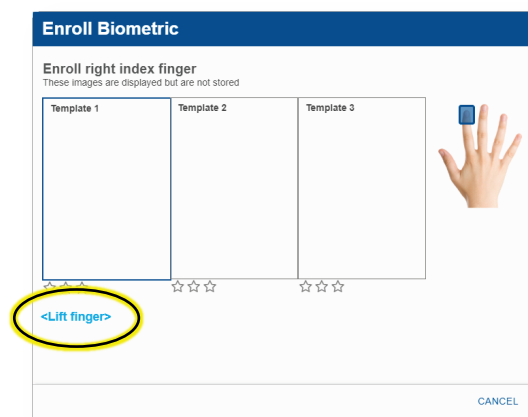 Enroll Biometric
Enroll right index finger
These images are displayed but are not stored
Template 1
Template 2
Template 3
<Lift finger>
CANCEL